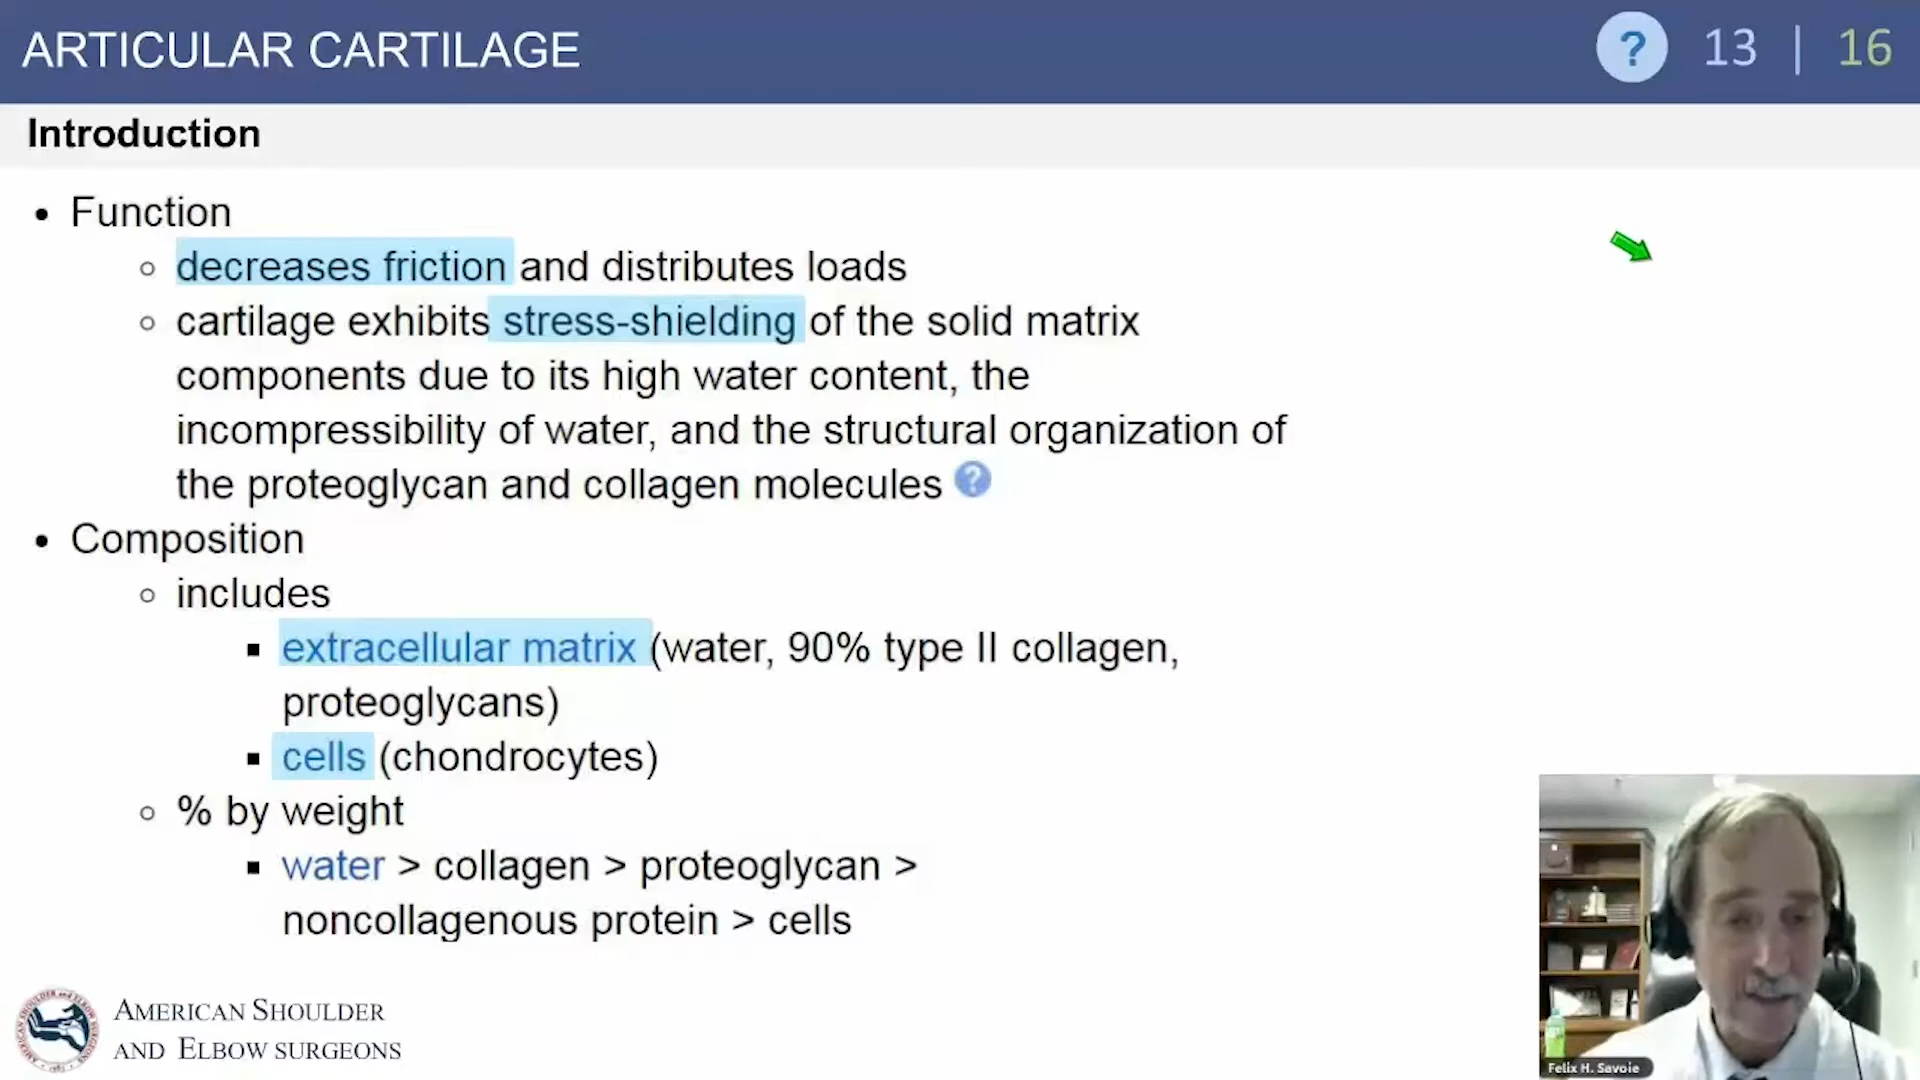 ARTICULAR CARTILAGE
? 13 | 16
Introduction
• Function
decreases friction and distributes loads
cartilage exhibits stress-shielding of the solid matrix
components due to its high water content, the
incompressibility of water, and the structural organization of
the proteoglycan and collagen molecules ?
• Composition
includes
extracellular matrix (water, 90% type II collagen,
proteoglycans)
cells (chondrocytes)
% by weight
water > collagen > proteoglycan >
noncollagenous protein > cells
AMERICAN SHOULDER
AND ELBOW SURGEONS
Felix H. Savoie